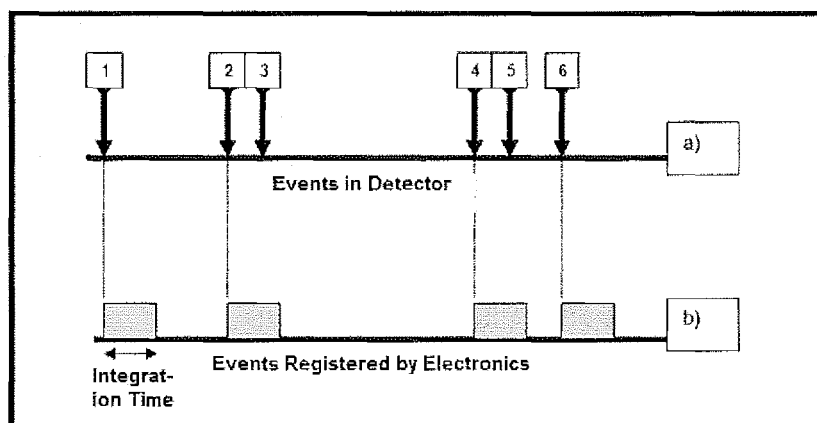 1 2 3 4 5 6
a)
Events in Detector
b)
Events Registered by Electronics
Integrat-
ion Time